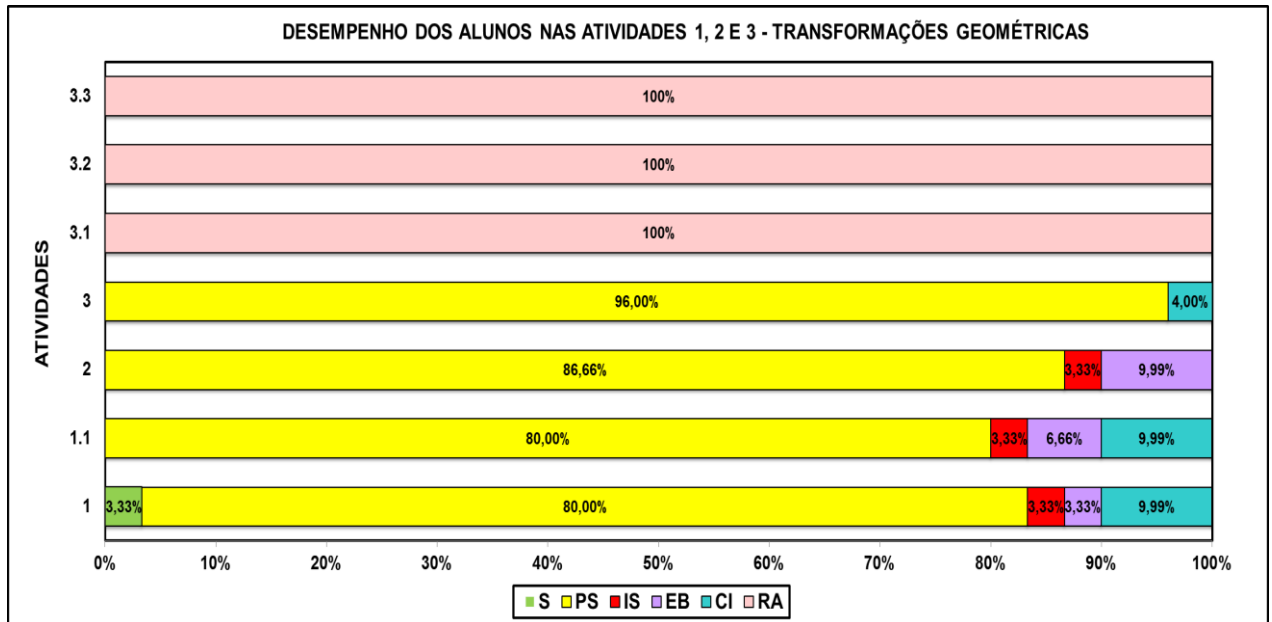 DESEMPENHO DOS ALUNOS NAS ATIVIDADES 1, 2 E 3 - TRANSFORMAÇÕES GEOMÉTRICAS
ATIVIDADES
3.3 100%
3.2 100%
3.1 100%
3 96,00% 4,00%
2 86,66% 3,33% 9,99%
1.1 80,00% 3,33% 6,66% 9,99%
1 3,33% 80,00% 3,33% 3,33% 9,99%
0% 10% 20% 30% 40% 50% 60% 70% 80% 90% 100%
S PS IS EB CI RA